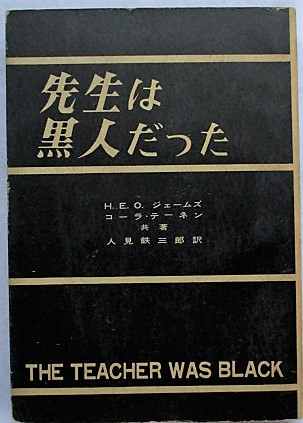 先生は
黒人だった
H.E.O. ジェームズ
コーラ・テーネン
共著
人見鉄三郎訳
THE TEACHER WAS BLACK